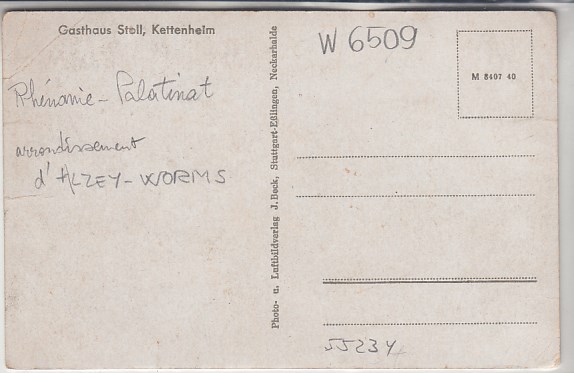 Gasthaus Stoll, Kettenheim
W 6509
M 8407 40
Rhénanie - Palatinat
arrondissement
d'ALZEY - WORMS
Photo- u. Luftbildverlag J. Beck, Stuttgart-Eßlingen, Neckarhalde
55234